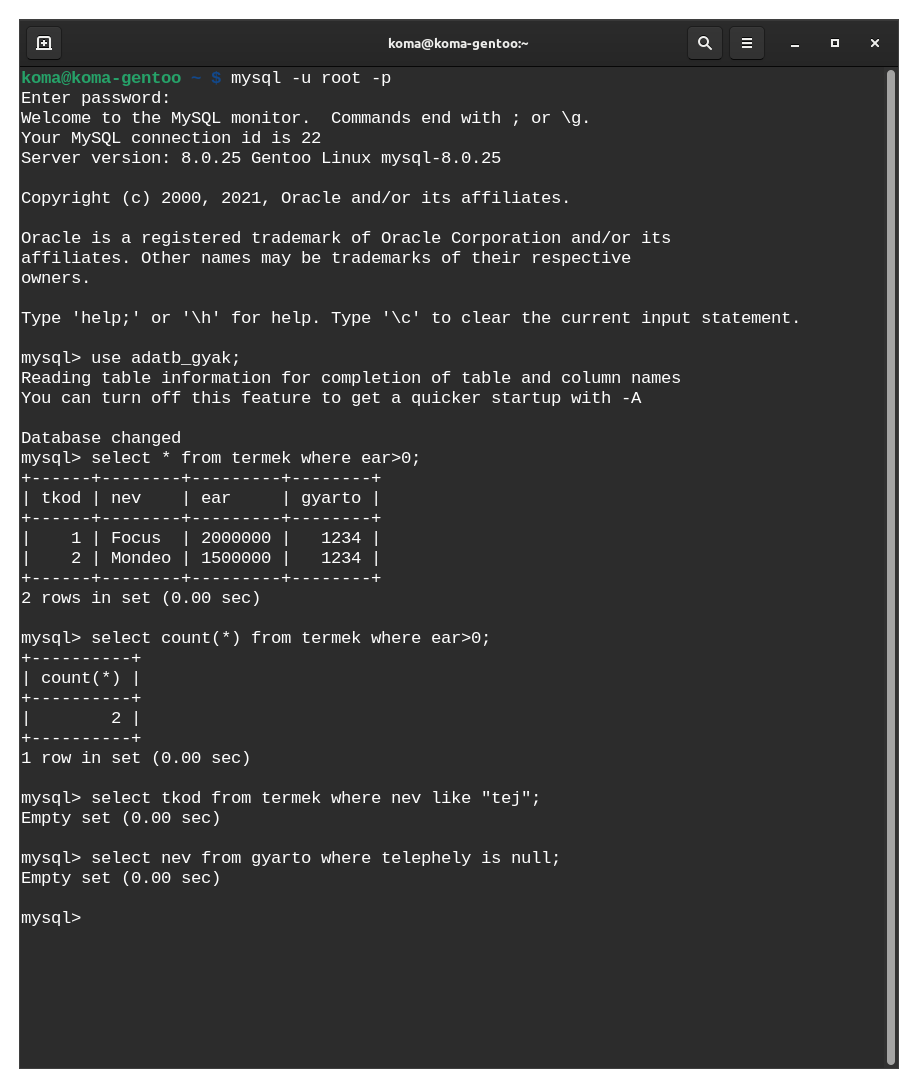 koma@koma-gentoo:~
koma@koma-gentoo ~ $ mysql -u root -p
Enter password:
Welcome to the MySQL monitor.  Commands end with ; or \g.
Your MySQL connection id is 22
Server version: 8.0.25 Gentoo Linux mysql-8.0.25

Copyright (c) 2000, 2021, Oracle and/or its affiliates.

Oracle is a registered trademark of Oracle Corporation and/or its
affiliates. Other names may be trademarks of their respective
owners.

Type 'help;' or '\h' for help. Type '\c' to clear the current input statement.

mysql> use adatb_gyak;
Reading table information for completion of table and column names
You can turn off this feature to get a quicker startup with -A

Database changed
mysql> select * from termek where ear>0;
+------+--------+---------+--------+
| tkod | nev    | ear     | gyarto |
+------+--------+---------+--------+
|    1 | Focus  | 2000000 |   1234 |
|    2 | Mondeo | 1500000 |   1234 |
+------+--------+---------+--------+
2 rows in set (0.00 sec)

mysql> select count(*) from termek where ear>0;
+----------+
| count(*) |
+----------+
|        2 |
+----------+
1 row in set (0.00 sec)

mysql> select tkod from termek where nev like "tej";
Empty set (0.00 sec)

mysql> select nev from gyarto where telephely is null;
Empty set (0.00 sec)

mysql>